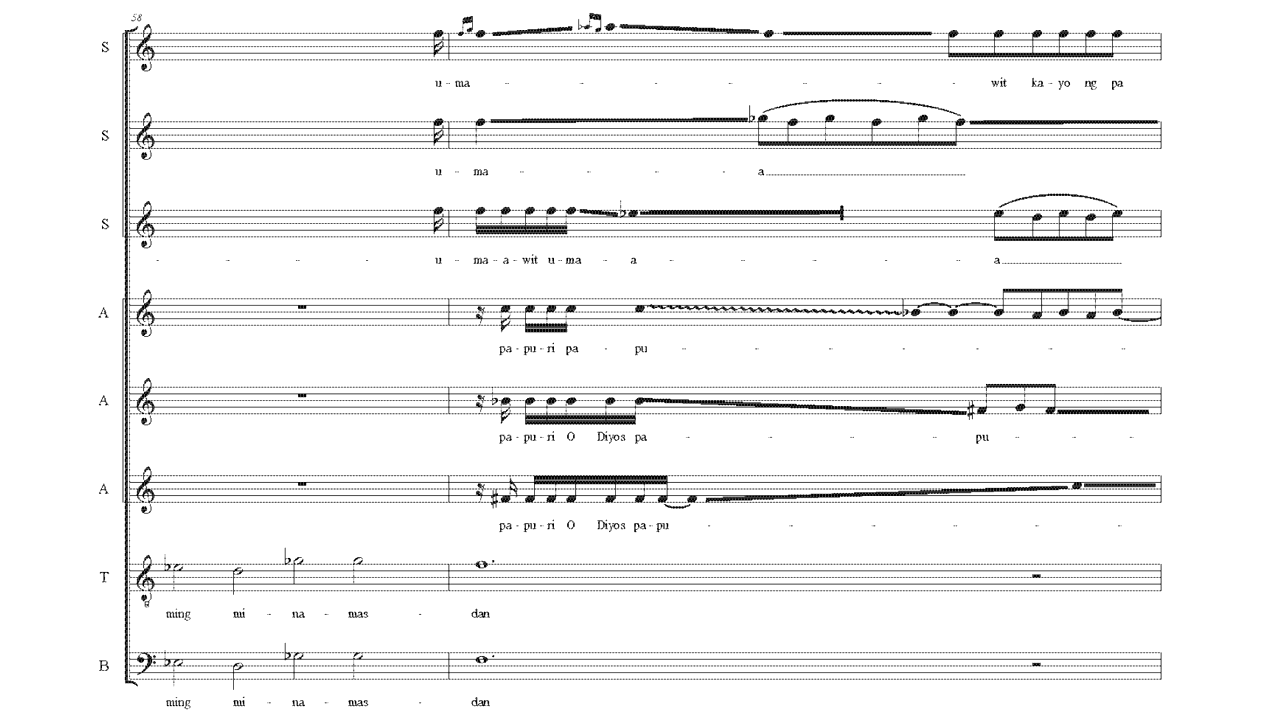 58
S
u - ma - - - - - - - wit ka - yo ng pa
S
u - ma - - - - a
S
- - - u - ma - a - wit u - ma - a - - - - - a
A
pa - pu - ri pa - pu - - - - - - -
A
pa - pu - ri O Diyos pa - - - - pu - - -
A
pa - pu - ri O Diyos pa - pu - - - - - -
T
ming mi - na - mas - dan
B
ming mi - na - mas - dan